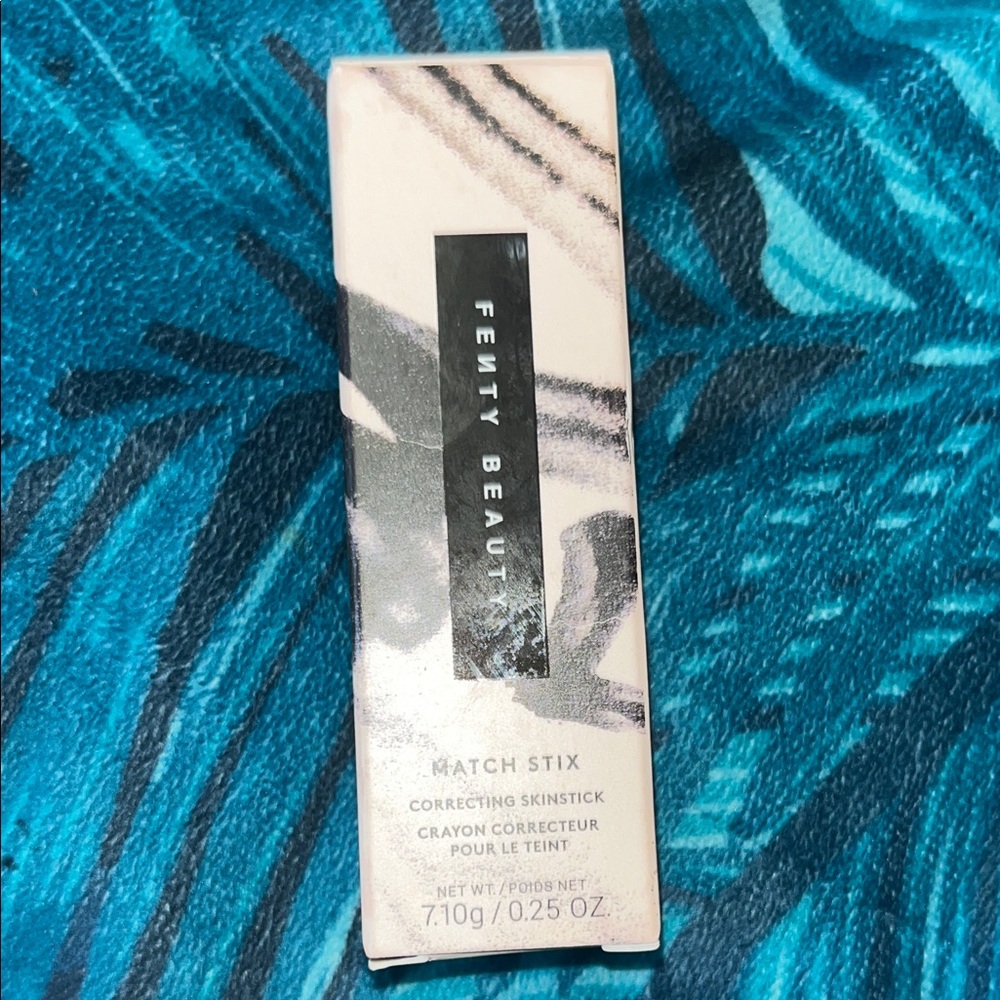 FEИTY BEAUTY
MATCH STIX
CORRECTING SKINSTICK
CRAYON CORRECTEUR
POUR LE TEINT
NET WT. / POIDS NET
7.10g / 0.25 OZ.